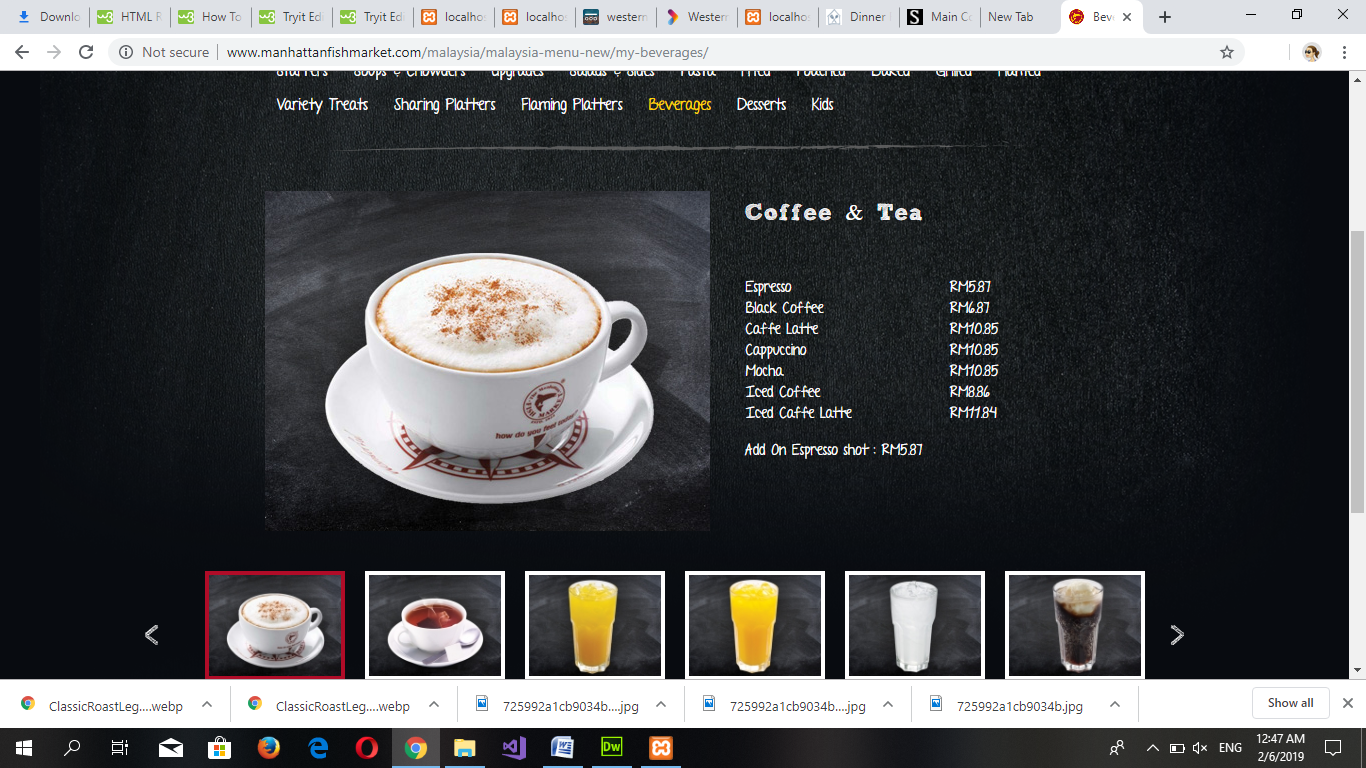 Downlo
HTML R
How To
Tryit Edi
Tryit Edi
localhos
localhos
western
Western
localhos
Dinner
Main Co
New Tab
Beve
Not secure
www.manhattanfishmarket.com/malaysia/malaysia-menu-new/my-beverages/
Starters Soups & Chowders Upgrades Salads & Sides Pasta Fried Poached Baked Grilled Flamed
Variety Treats Sharing Platters Flaming Platters Beverages Desserts Kids
Coffee & Tea
Espresso RM5.87
Black Coffee RM6.87
Caffe Latte RM10.85
Cappuccino RM10.85
Mocha RM10.85
Iced Coffee RM8.86
Iced Caffe Latte RM11.84
Add On Espresso shot : RM5.87
how do you feel today?
ClassicRoastLeg....webp
ClassicRoastLeg....webp
725992a1cb9034b....jpg
725992a1cb9034b....jpg
725992a1cb9034b.jpg
Show all
Dw
ENG
12:47 AM
2/6/2019